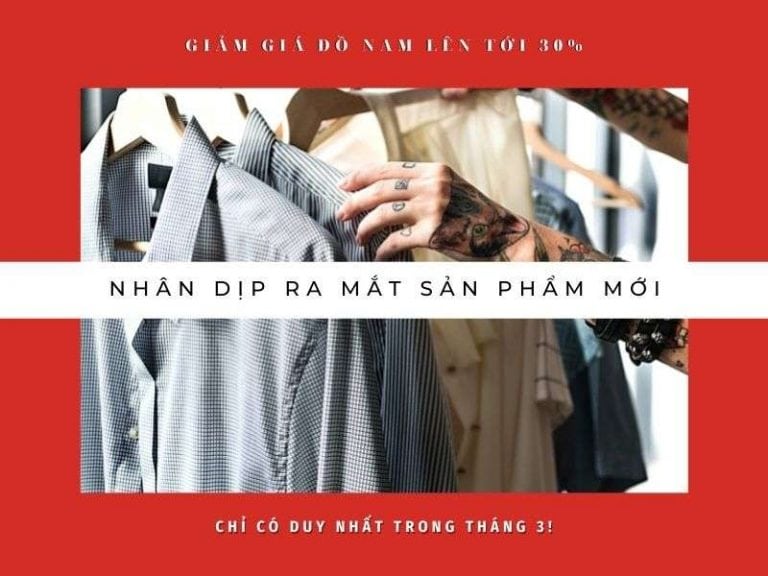 GIẢM GIÁ ĐỒ NAM LÊN TỚI 30%
NHÂN DỊP RA MẮT SẢN PHẨM MỚI
CHỈ CÓ DUY NHẤT TRONG THÁNG 3!